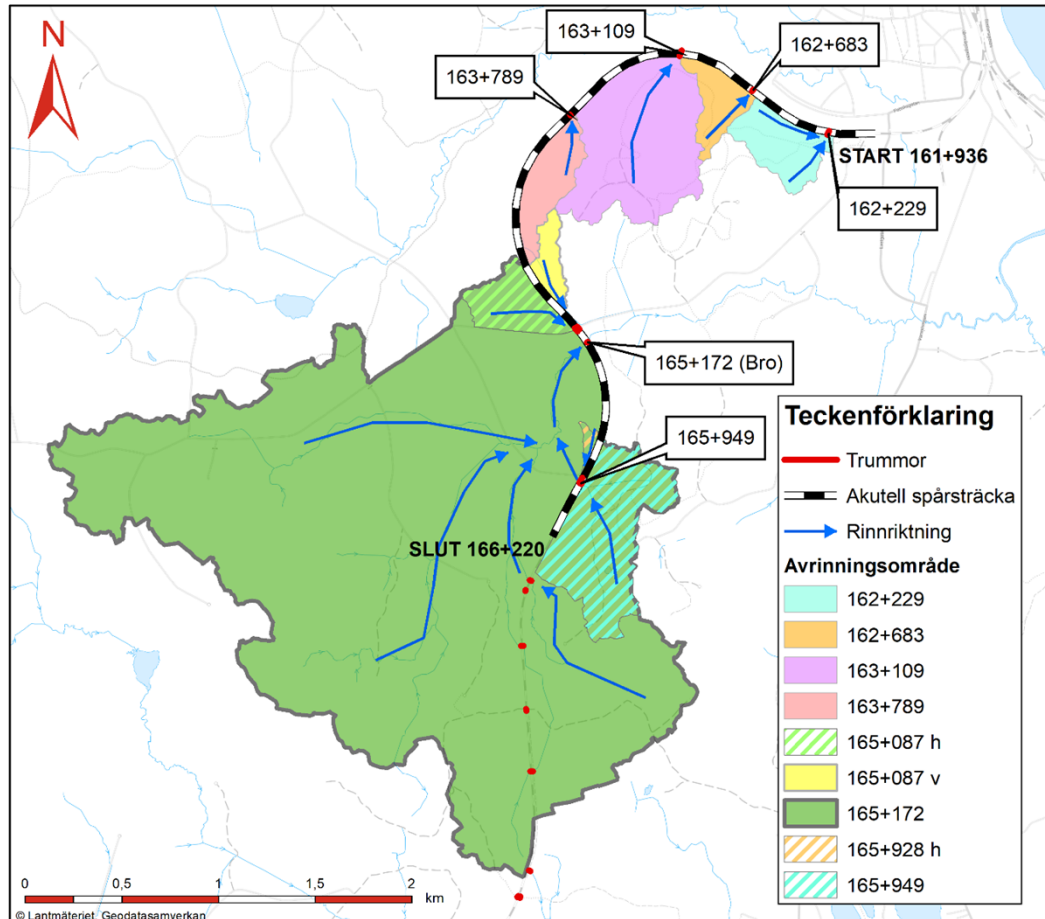 N
163+109
162+683
163+789
START 161+936
162+229
165+172 (Bro)
165+949
SLUT 166+220
Teckenförklaring
Trummor
Akutell spårsträcka
Rinnriktning
Avrinningsområde
162+229
162+683
163+109
163+789
165+087 h
165+087 v
165+172
165+928 h
165+949
0 0,5 1 1,5 2
km
© Lantmäteriet, Geodatasamverkan